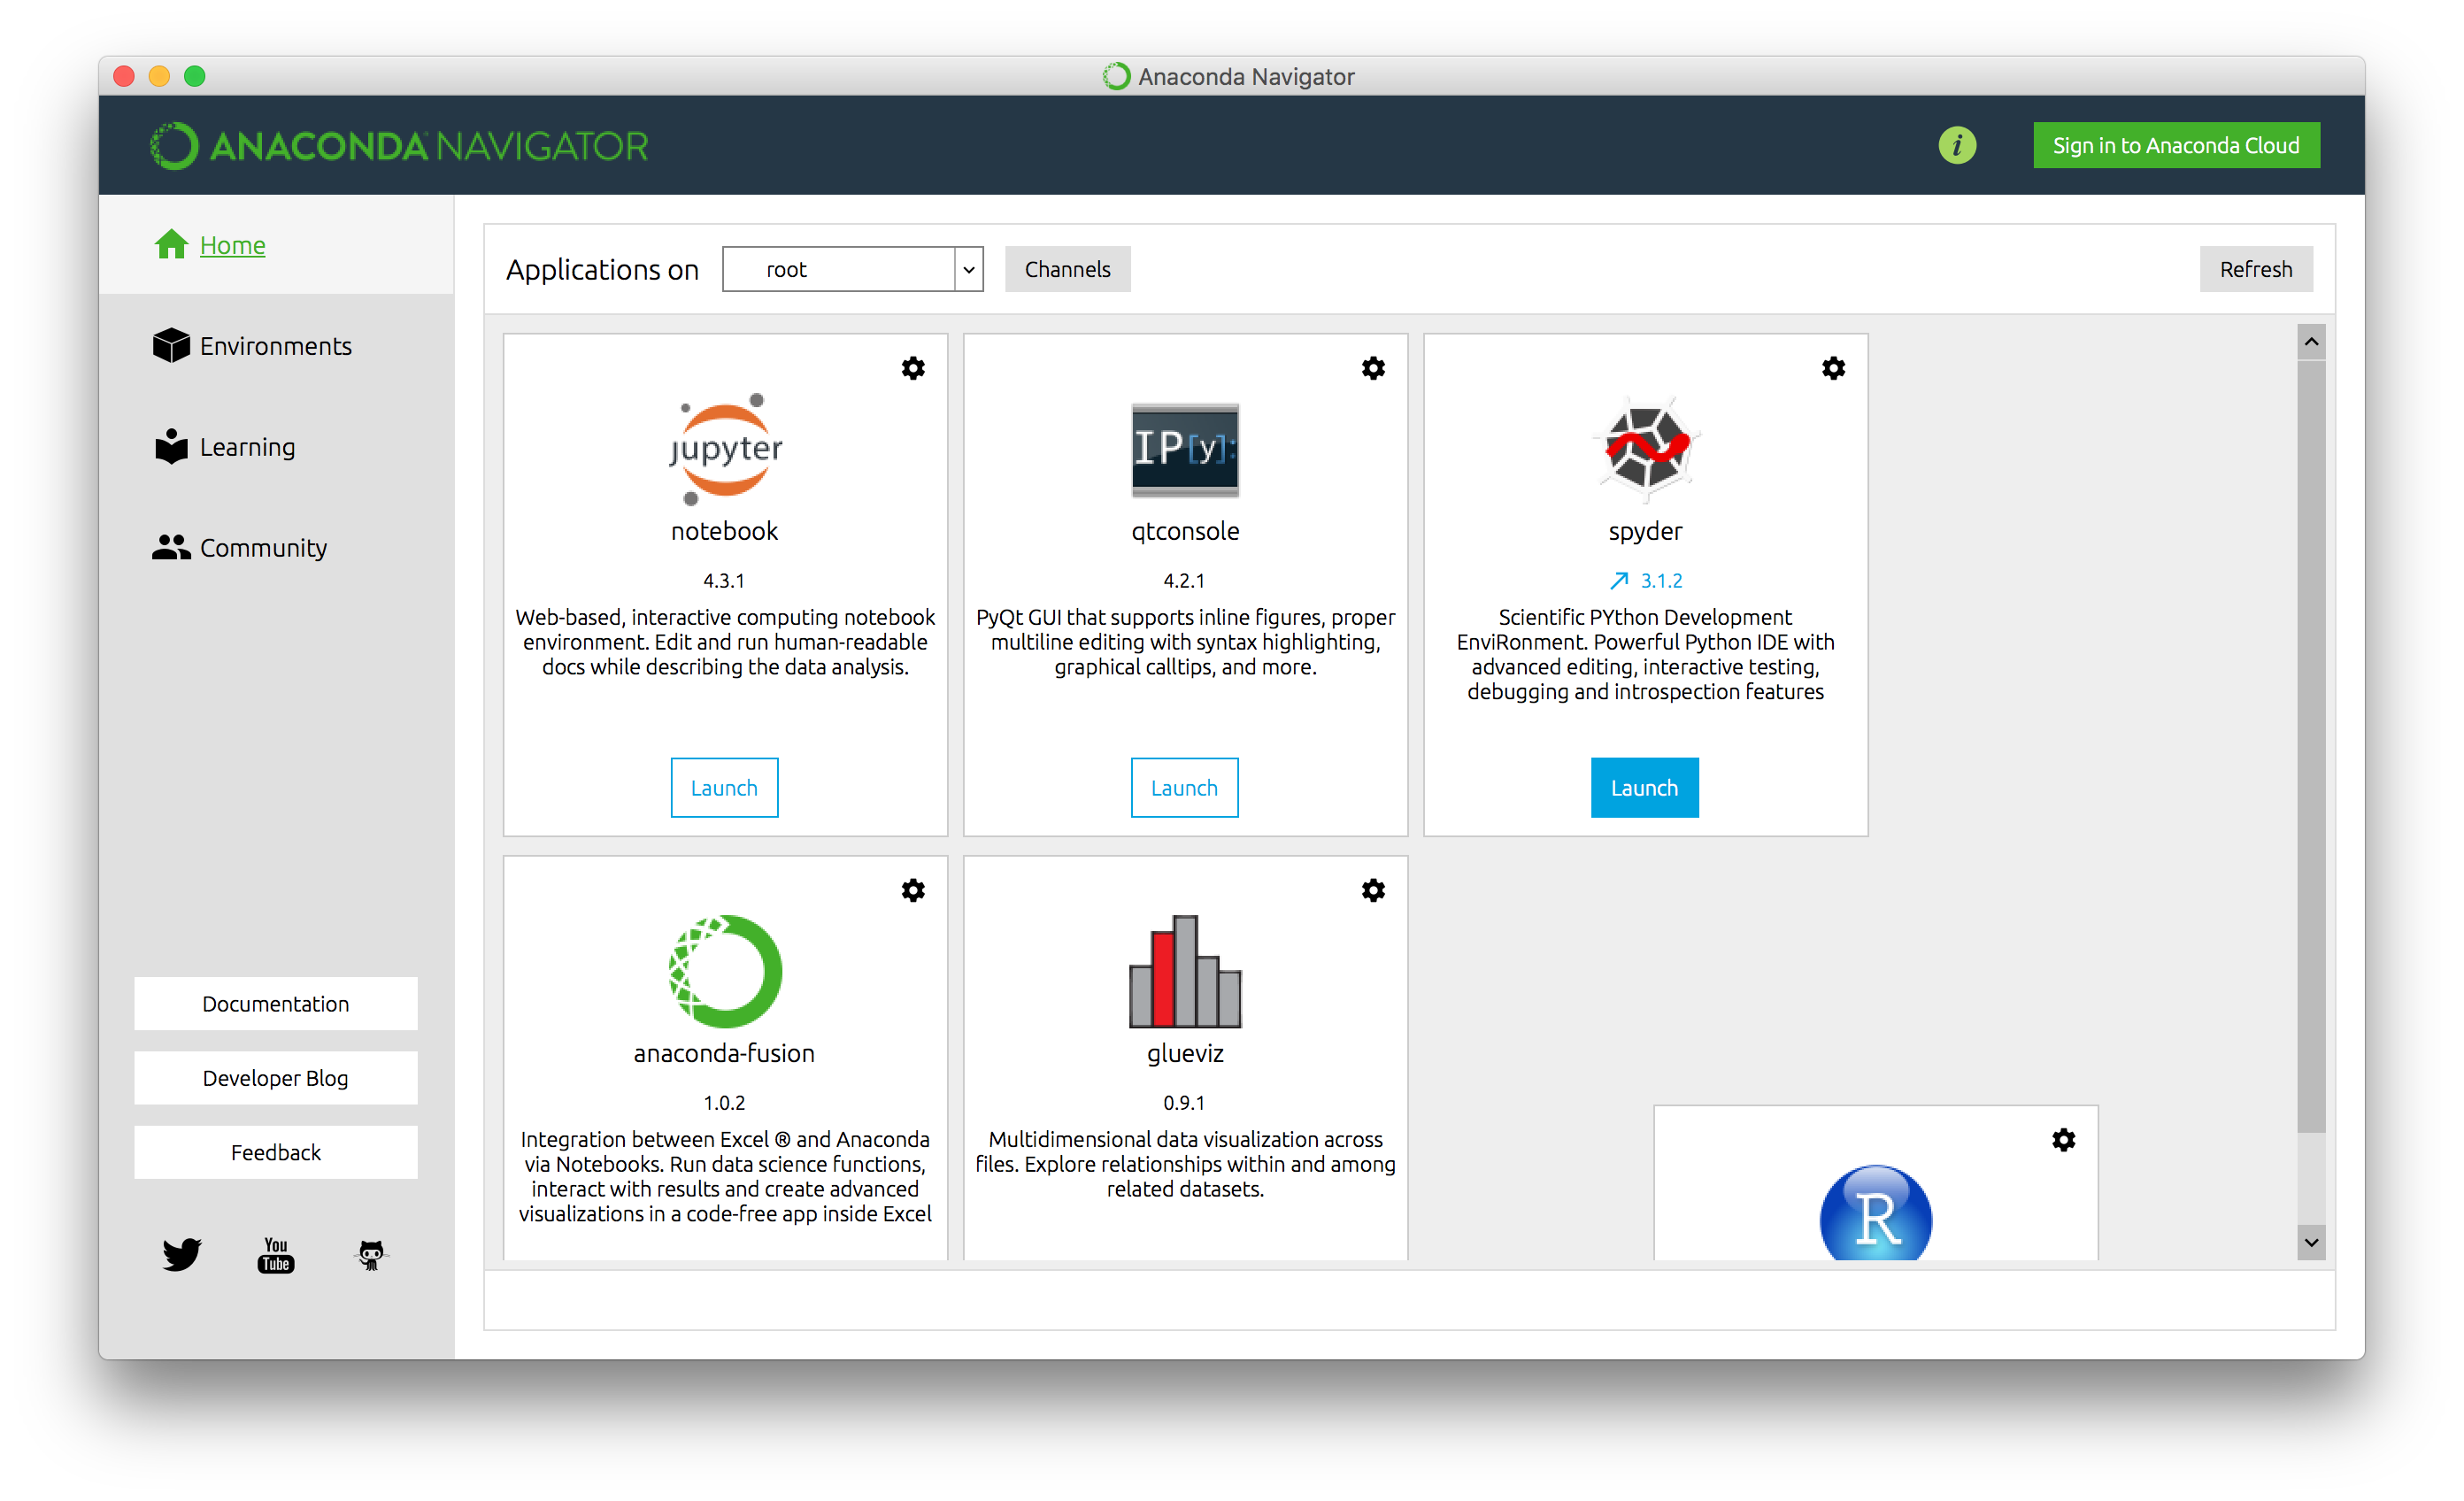 Anaconda Navigator
ANACONDA NAVIGATOR
i
Sign in to Anaconda Cloud
Home
Environments
Learning
Community
Documentation
Developer Blog
Feedback
You
Tube
Applications on
root
Channels
Refresh
jupyter
notebook
4.3.1
Web-based, interactive computing notebook
environment. Edit and run human-readable
docs while describing the data analysis.
Launch
IP[y]:
qtconsole
4.2.1
PyQt GUI that supports inline figures, proper
multiline editing with syntax highlighting,
graphical calltips, and more.
Launch
spyder
3.1.2
Scientific PYthon Development
EnviRonment. Powerful Python IDE with
advanced editing, interactive testing,
debugging and introspection features
Launch
anaconda-fusion
1.0.2
Integration between Excel ® and Anaconda
via Notebooks. Run data science functions,
interact with results and create advanced
visualizations in a code-free app inside Excel
glueviz
0.9.1
Multidimensional data visualization across
files. Explore relationships within and among
related datasets.
R